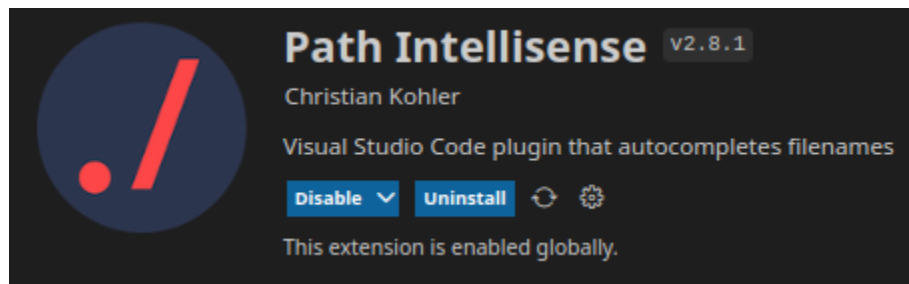 ./
Path Intellisense v2.8.1
Christian Kohler
Visual Studio Code plugin that autocompletes filenames
Disable Uninstall
This extension is enabled globally.